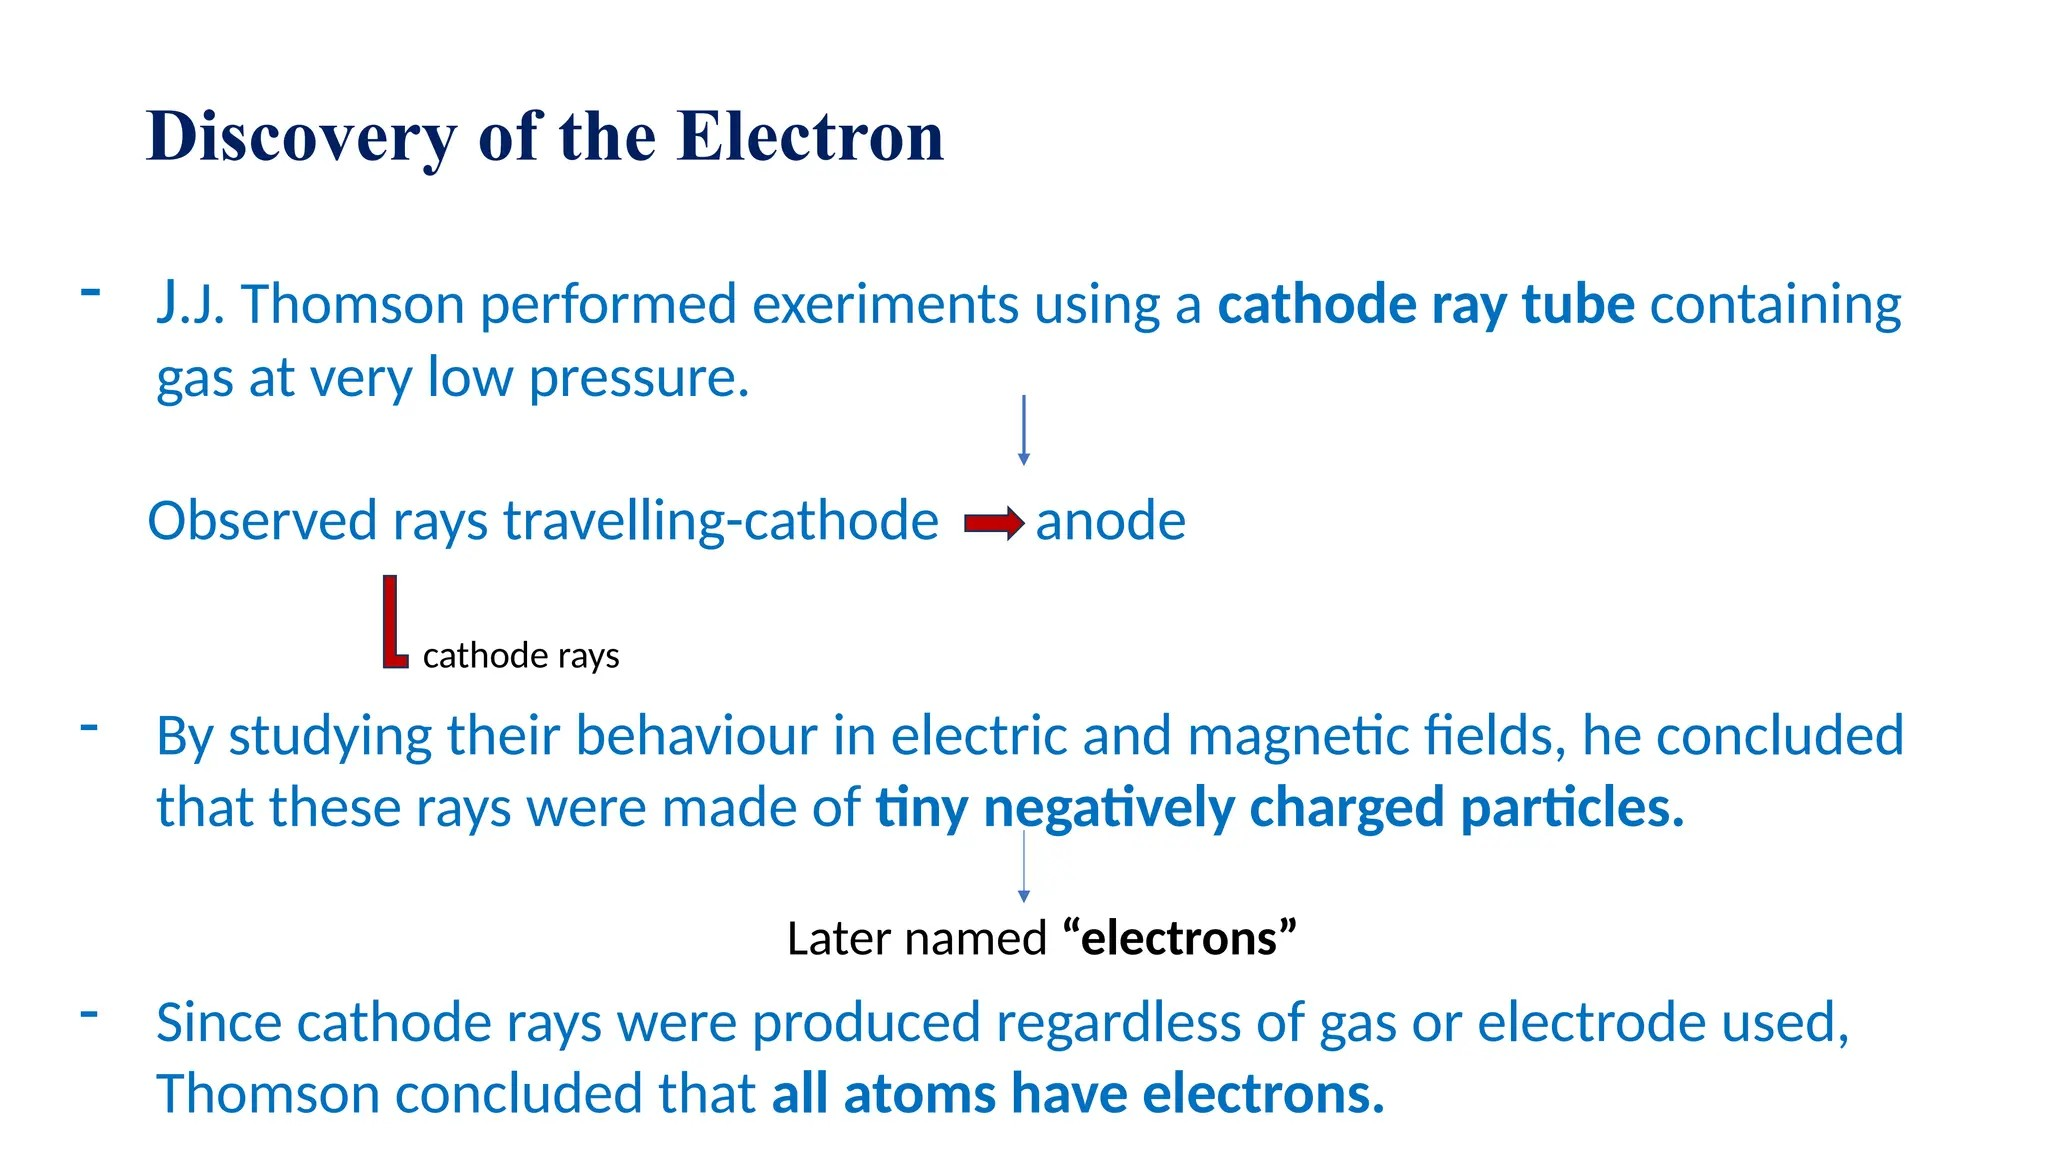 Discovery of the Electron
- J.J. Thomson performed exeriments using a cathode ray tube containing
gas at very low pressure.
Observed rays travelling-cathode anode
cathode rays
- By studying their behaviour in electric and magnetic fields, he concluded
that these rays were made of tiny negatively charged particles.
Later named “electrons”
- Since cathode rays were produced regardless of gas or electrode used,
Thomson concluded that all atoms have electrons.